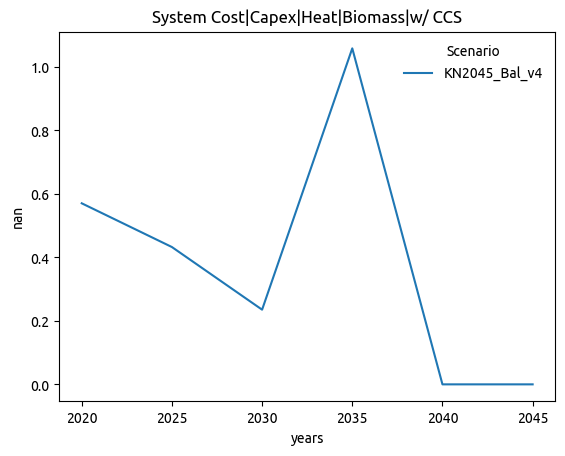 System Cost|Capex|Heat|Biomass|w/ CCS
Scenario
KN2045_Bal_v4
1.0
0.8
0.6
0.4
0.2
0.0
nan
2020 2025 2030 2035 2040 2045
years